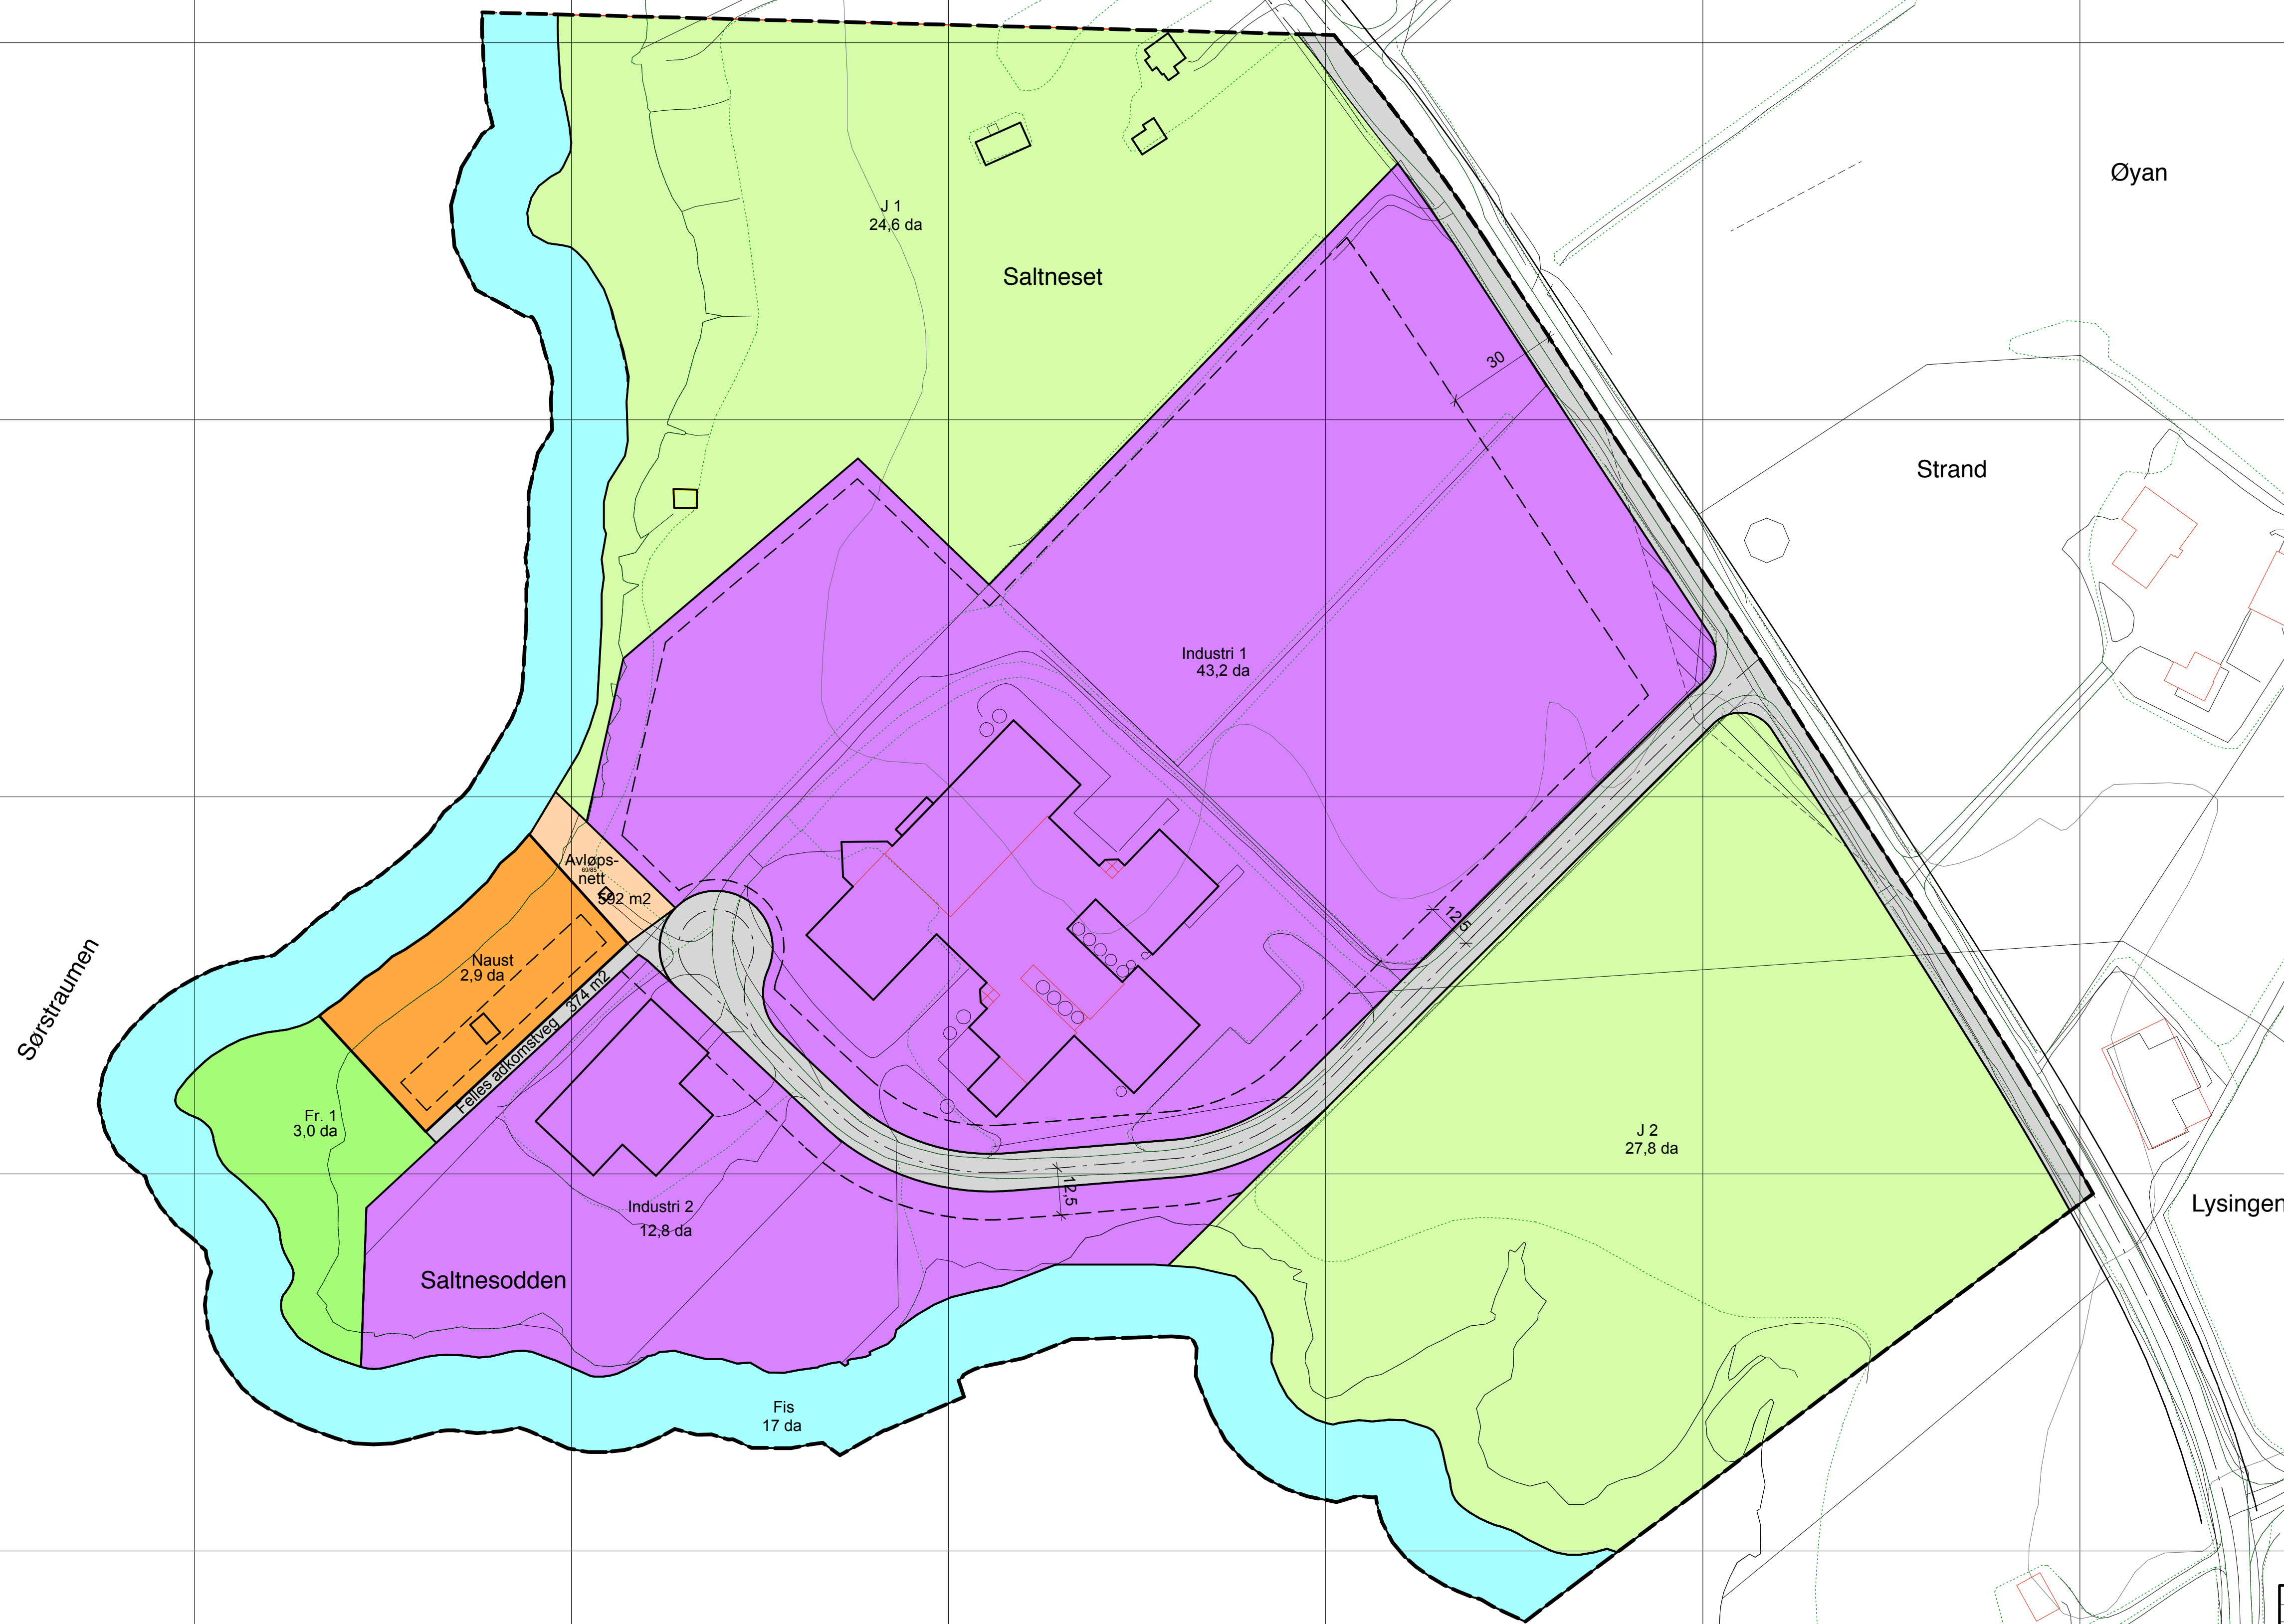 Øyan
J 1
24,6 da
Saltneset
30
Strand
Industri 1
43,2 da
Avløps-
69/85
nett
592 m2
12,5
Naust
2,9 da
Sørstraumen
Felles adkomstveg 374 m2
Fr. 1
3,0 da
J 2
27,8 da
12,5
Industri 2
12,8 da
Lysingen
Saltnesodden
Fis
17 da